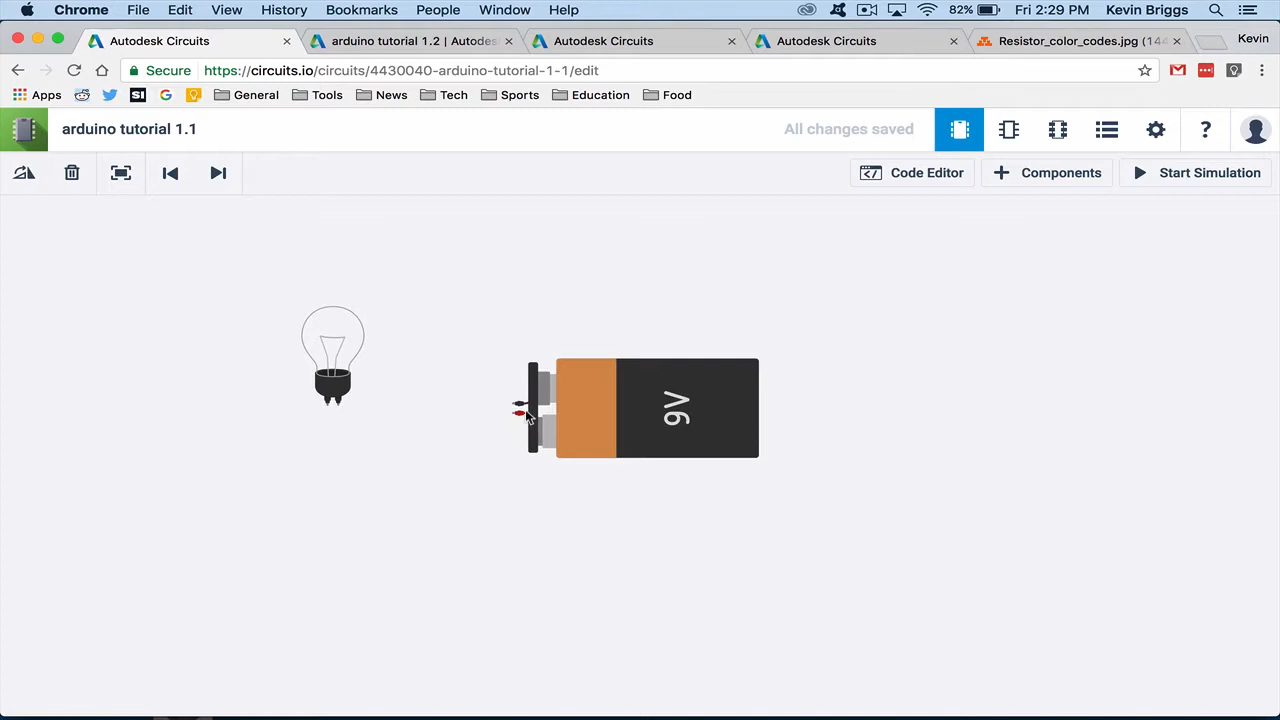 Chrome File Edit View History Bookmarks People Window Help 82% Fri 2:29 PM Kevin Briggs
Autodesk Circuits arduino tutorial 1.2 | Autodes Autodesk Circuits Autodesk Circuits Resistor_color_codes.jpg (144 Kevin
Secure https://circuits.io/circuits/4430040-arduino-tutorial-1-1/edit
Apps SI G General Tools News Tech Sports Education Food
arduino tutorial 1.1 All changes saved ?
Code Editor Components Start Simulation
9V